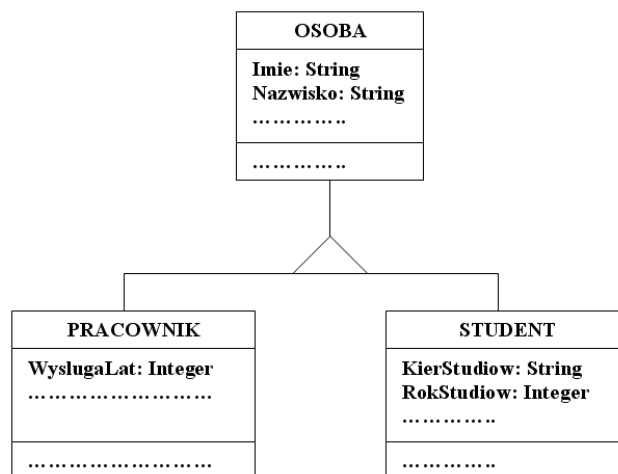 OSOBA
Imie: String
Nazwisko: String
…………..
…………..
PRACOWNIK
WyslugaLat: Integer
………………………
………………………
STUDENT
KierStudiow: String
RokStudiow: Integer
…………..
…………..